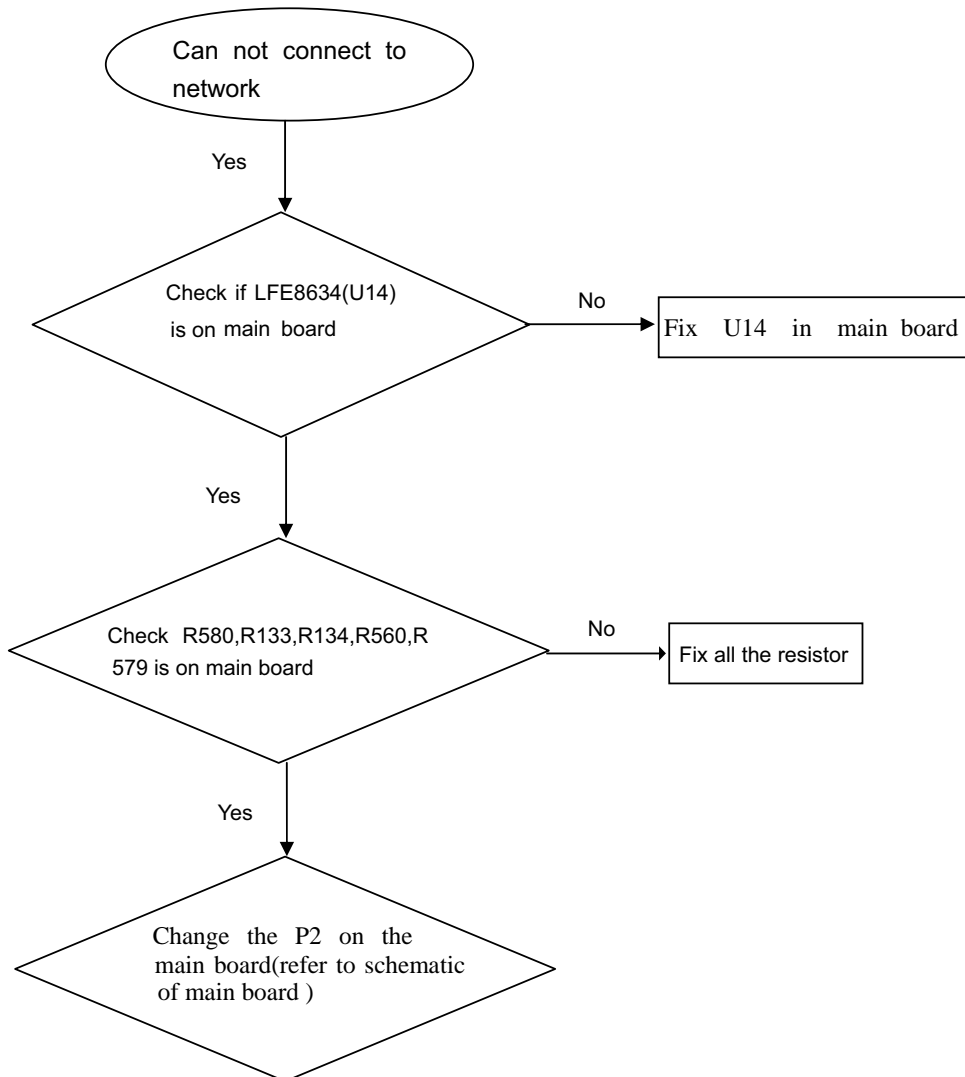 Can not connect to
network
Yes
Check if LFE8634(U14)
is on main board
No
Fix U14 in main board
Yes
Check R580,R133,R134,R560,R
579 is on main board
No
Fix all the resistor
Yes
Change the P2 on the
main board(refer to schematic
of main board )